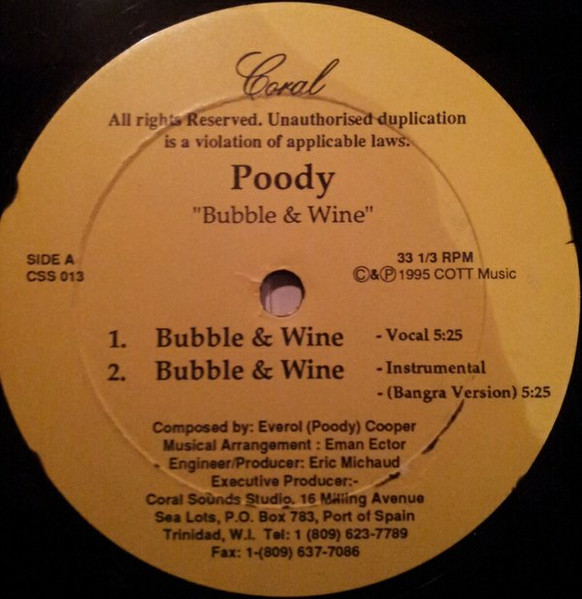 Coral
All rights Reserved. Unauthorised duplication
is a violation of applicable laws.
Poody
"Bubble & Wine"
SIDE A
CSS 013
33 1/3 RPM
©&℗1995 COTT Music
1. Bubble & Wine - Vocal 5:25
2. Bubble & Wine - Instrumental
- (Bangra Version) 5:25
Composed by: Everol (Poody) Cooper
Musical Arrangement : Eman Ector
Engineer/Producer: Eric Michaud
Executive Producer:-
Coral Sounds Studio. 16 Milling Avenue
Sea Lots, P.O. Box 783, Port of Spain
Trinidad, W.I. Tel: 1 (809) 623-7789
Fax: 1-(809) 637-7086